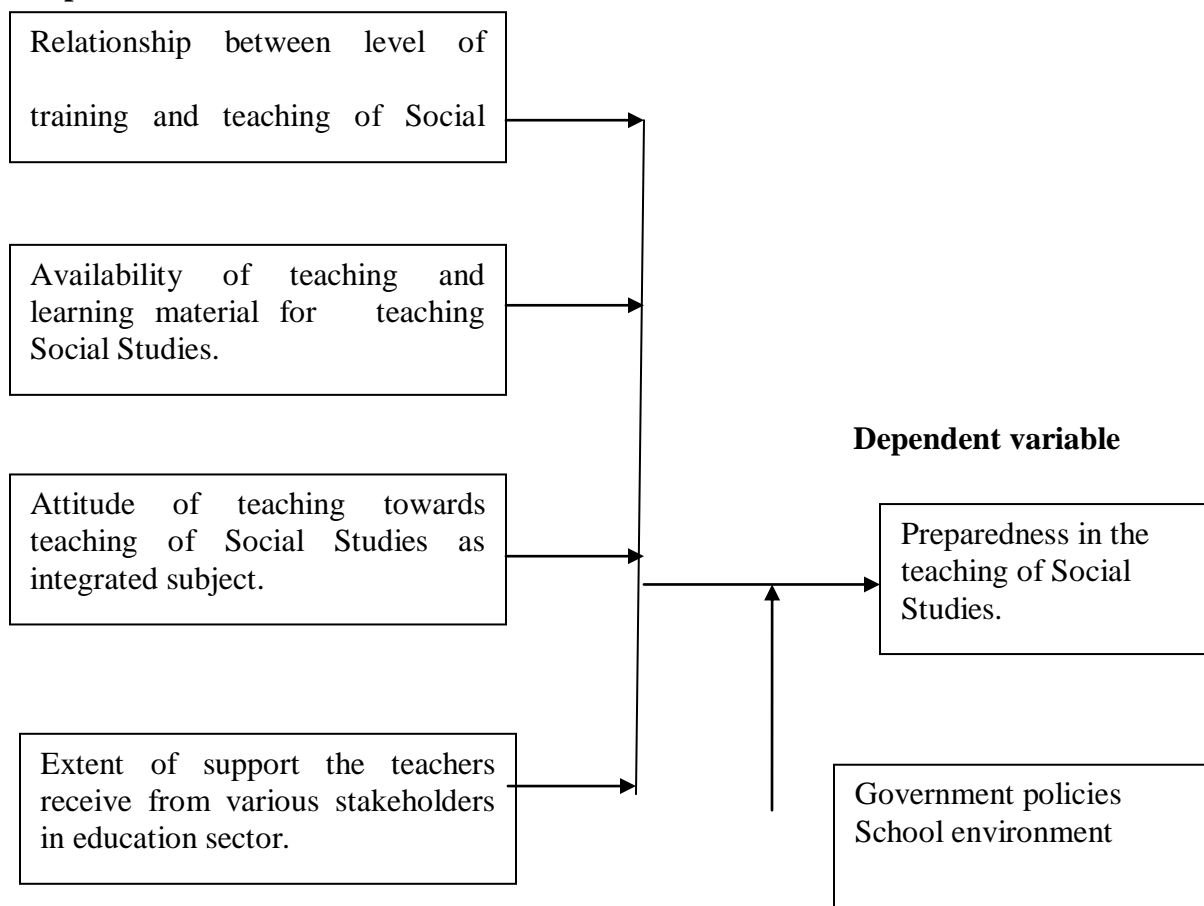 Relationship between level of
training and teaching of Social
Availability of teaching and
learning material for teaching
Social Studies.
Attitude of teaching towards
teaching of Social Studies as
integrated subject.
Extent of support the teachers
receive from various stakeholders
in education sector.
Dependent variable
Preparedness in the
teaching of Social
Studies.
Government policies
School environment